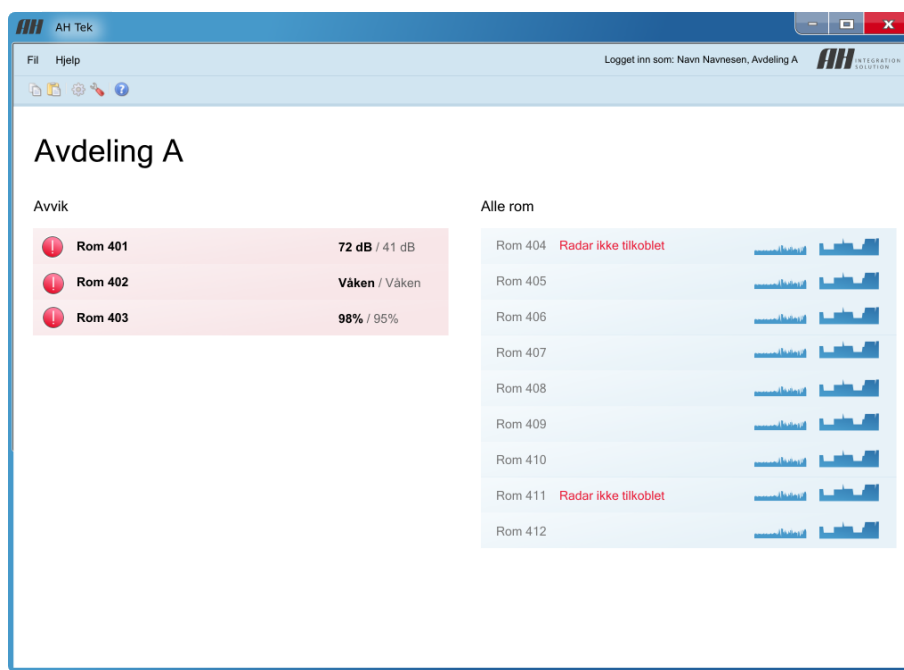 AH AH Tek
Fil Hjelp
Logget inn som: Navn Navnesen, Avdeling A
AH INTEGRATION
SOLUTION
Avdeling A
Avvik
Rom 401 72 dB / 41 dB
Rom 402 Våken / Våken
Rom 403 98% / 95%
Alle rom
Rom 404 Radar ikke tilkoblet
Rom 405
Rom 406
Rom 407
Rom 408
Rom 409
Rom 410
Rom 411 Radar ikke tilkoblet
Rom 412